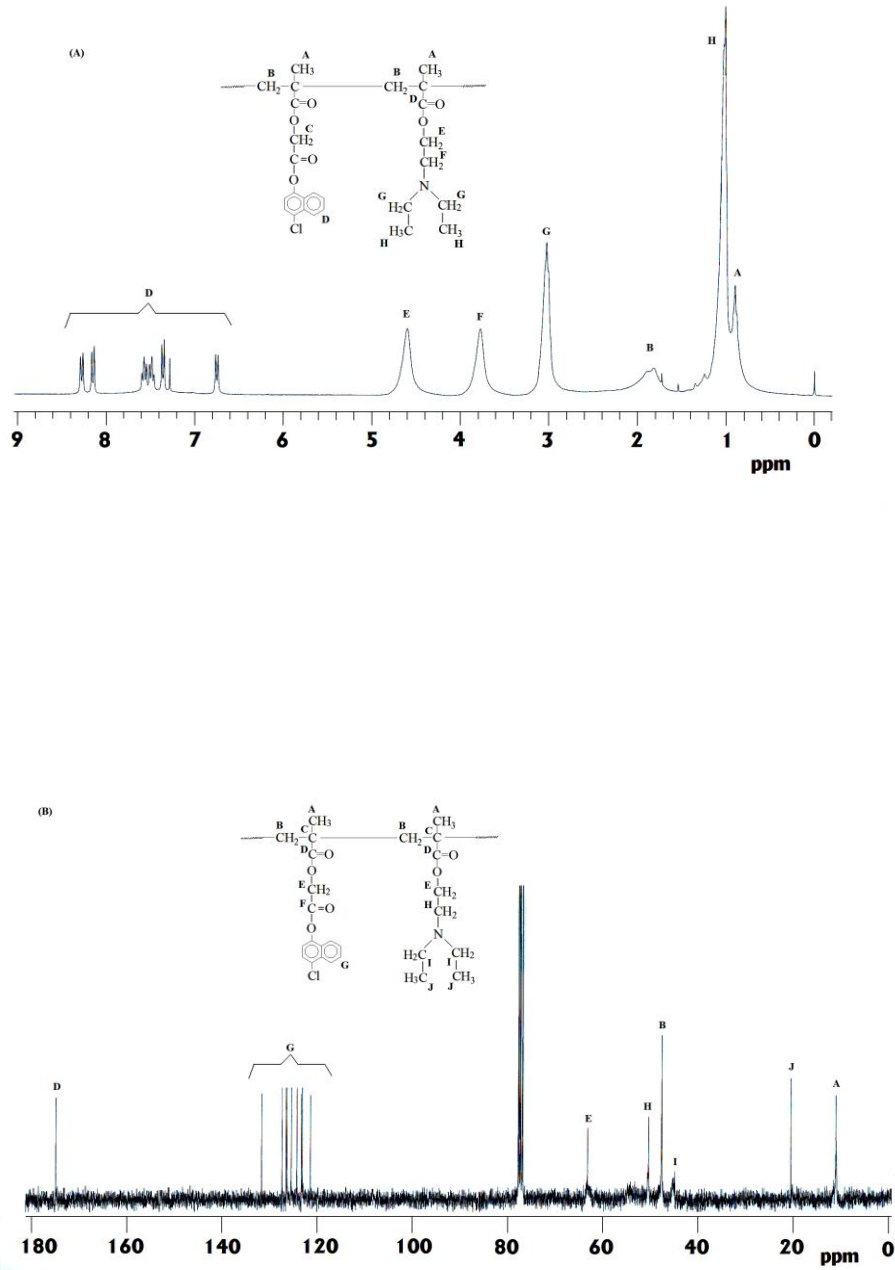 (A)
A A
B CH3 B CH3
CH2 C CH2 C
D
C=O C=O
O C O E
CH2 CH2
F
C=O CH2
O N
G G
H2C CH2
D
Cl H3C CH3
H H
D E F G B H A
9 8 7 6 5 4 3 2 1 0
ppm
(B)
A A
B CH3 B CH3
C C
CH2 C CH2 C
D D
C=O C=O
O O
E CH2 E CH2
F C=O H CH2
O N
H2C CH2
I I
G
Cl H3C CH3
J J
D G E H B I J A
180 160 140 120 100 80 60 40 20 0
ppm